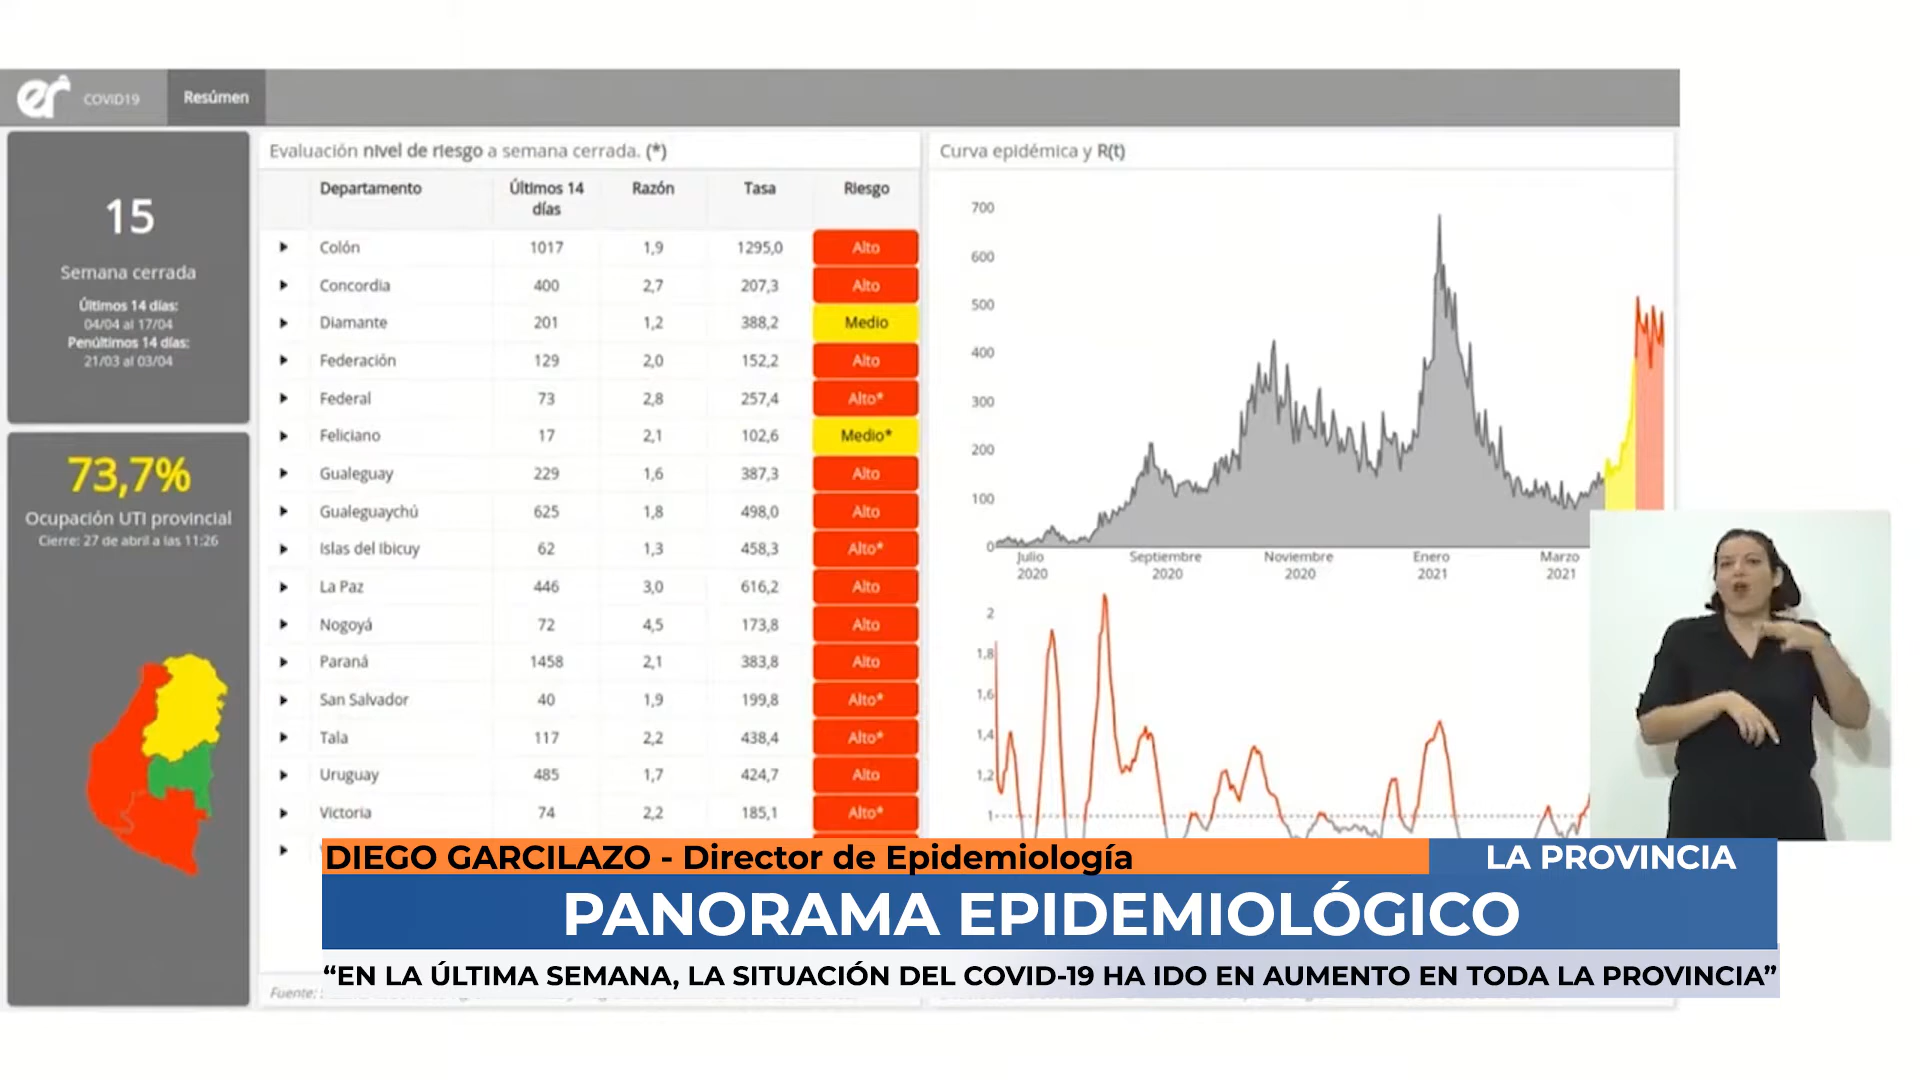 er COVID19 Resúmen
15
Semana cerrada
Últimos 14 días:
04/04 al 17/04
Penúltimos 14 días:
21/03 al 03/04
73,7%
Ocupación UTI provincial
Cierre: 27 de abril a las 11:26
Evaluación nivel de riesgo a semana cerrada. (*)
Departamento Últimos 14 días Razón Tasa Riesgo
Colón 1017 1,9 1295,0 Alto
Concordia 400 2,7 207,3 Alto
Diamante 201 1,2 388,2 Medio
Federación 129 2,0 152,2 Alto
Federal 73 2,8 257,4 Alto*
Feliciano 17 2,1 102,6 Medio*
Gualeguay 229 1,6 387,3 Alto
Gualeguaychú 625 1,8 498,0 Alto
Islas del Ibicuy 62 1,3 458,3 Alto*
La Paz 446 3,0 616,2 Alto
Nogoyá 72 4,5 173,8 Alto
Paraná 1458 2,1 383,8 Alto
San Salvador 40 1,9 199,8 Alto*
Tala 117 2,2 438,4 Alto*
Uruguay 485 1,7 424,7 Alto
Victoria 74 2,2 185,1 Alto*
Fuente:
Curva epidémica y R(t)
700
600
500
400
300
200
100
0
Julio 2020 Septiembre 2020 Noviembre 2020 Enero 2021 Marzo 2021
2
1,8
1,6
1,4
1,2
1
DIEGO GARCILAZO - Director de Epidemiología
LA PROVINCIA
PANORAMA EPIDEMIOLÓGICO
“EN LA ÚLTIMA SEMANA, LA SITUACIÓN DEL COVID-19 HA IDO EN AUMENTO EN TODA LA PROVINCIA”